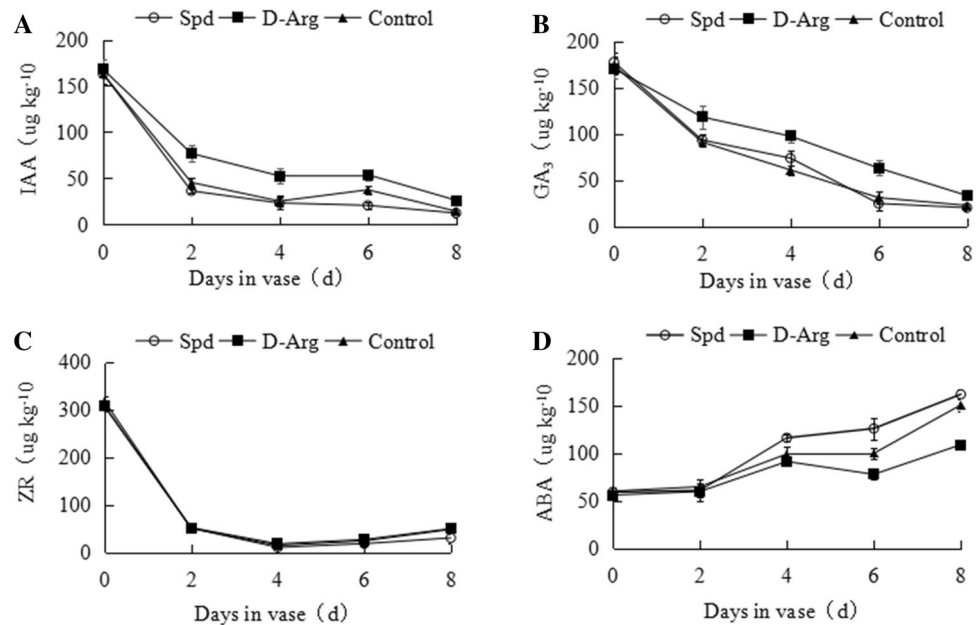 A
Spd D-Arg Control
IAA (ug kg⁻¹⁰)
200
150
100
50
0
0 2 4 6 8
Days in vase (d)
B
Spd D-Arg Control
GA₃ (ug kg⁻¹⁰)
200
150
100
50
0
0 2 4 6 8
Days in vase (d)
C
Spd D-Arg Control
ZR (ug kg⁻¹⁰)
400
300
200
100
0
0 2 4 6 8
Days in vase (d)
D
Spd D-Arg Control
ABA (ug kg⁻¹⁰)
200
150
100
50
0
0 2 4 6 8
Days in vase (d)